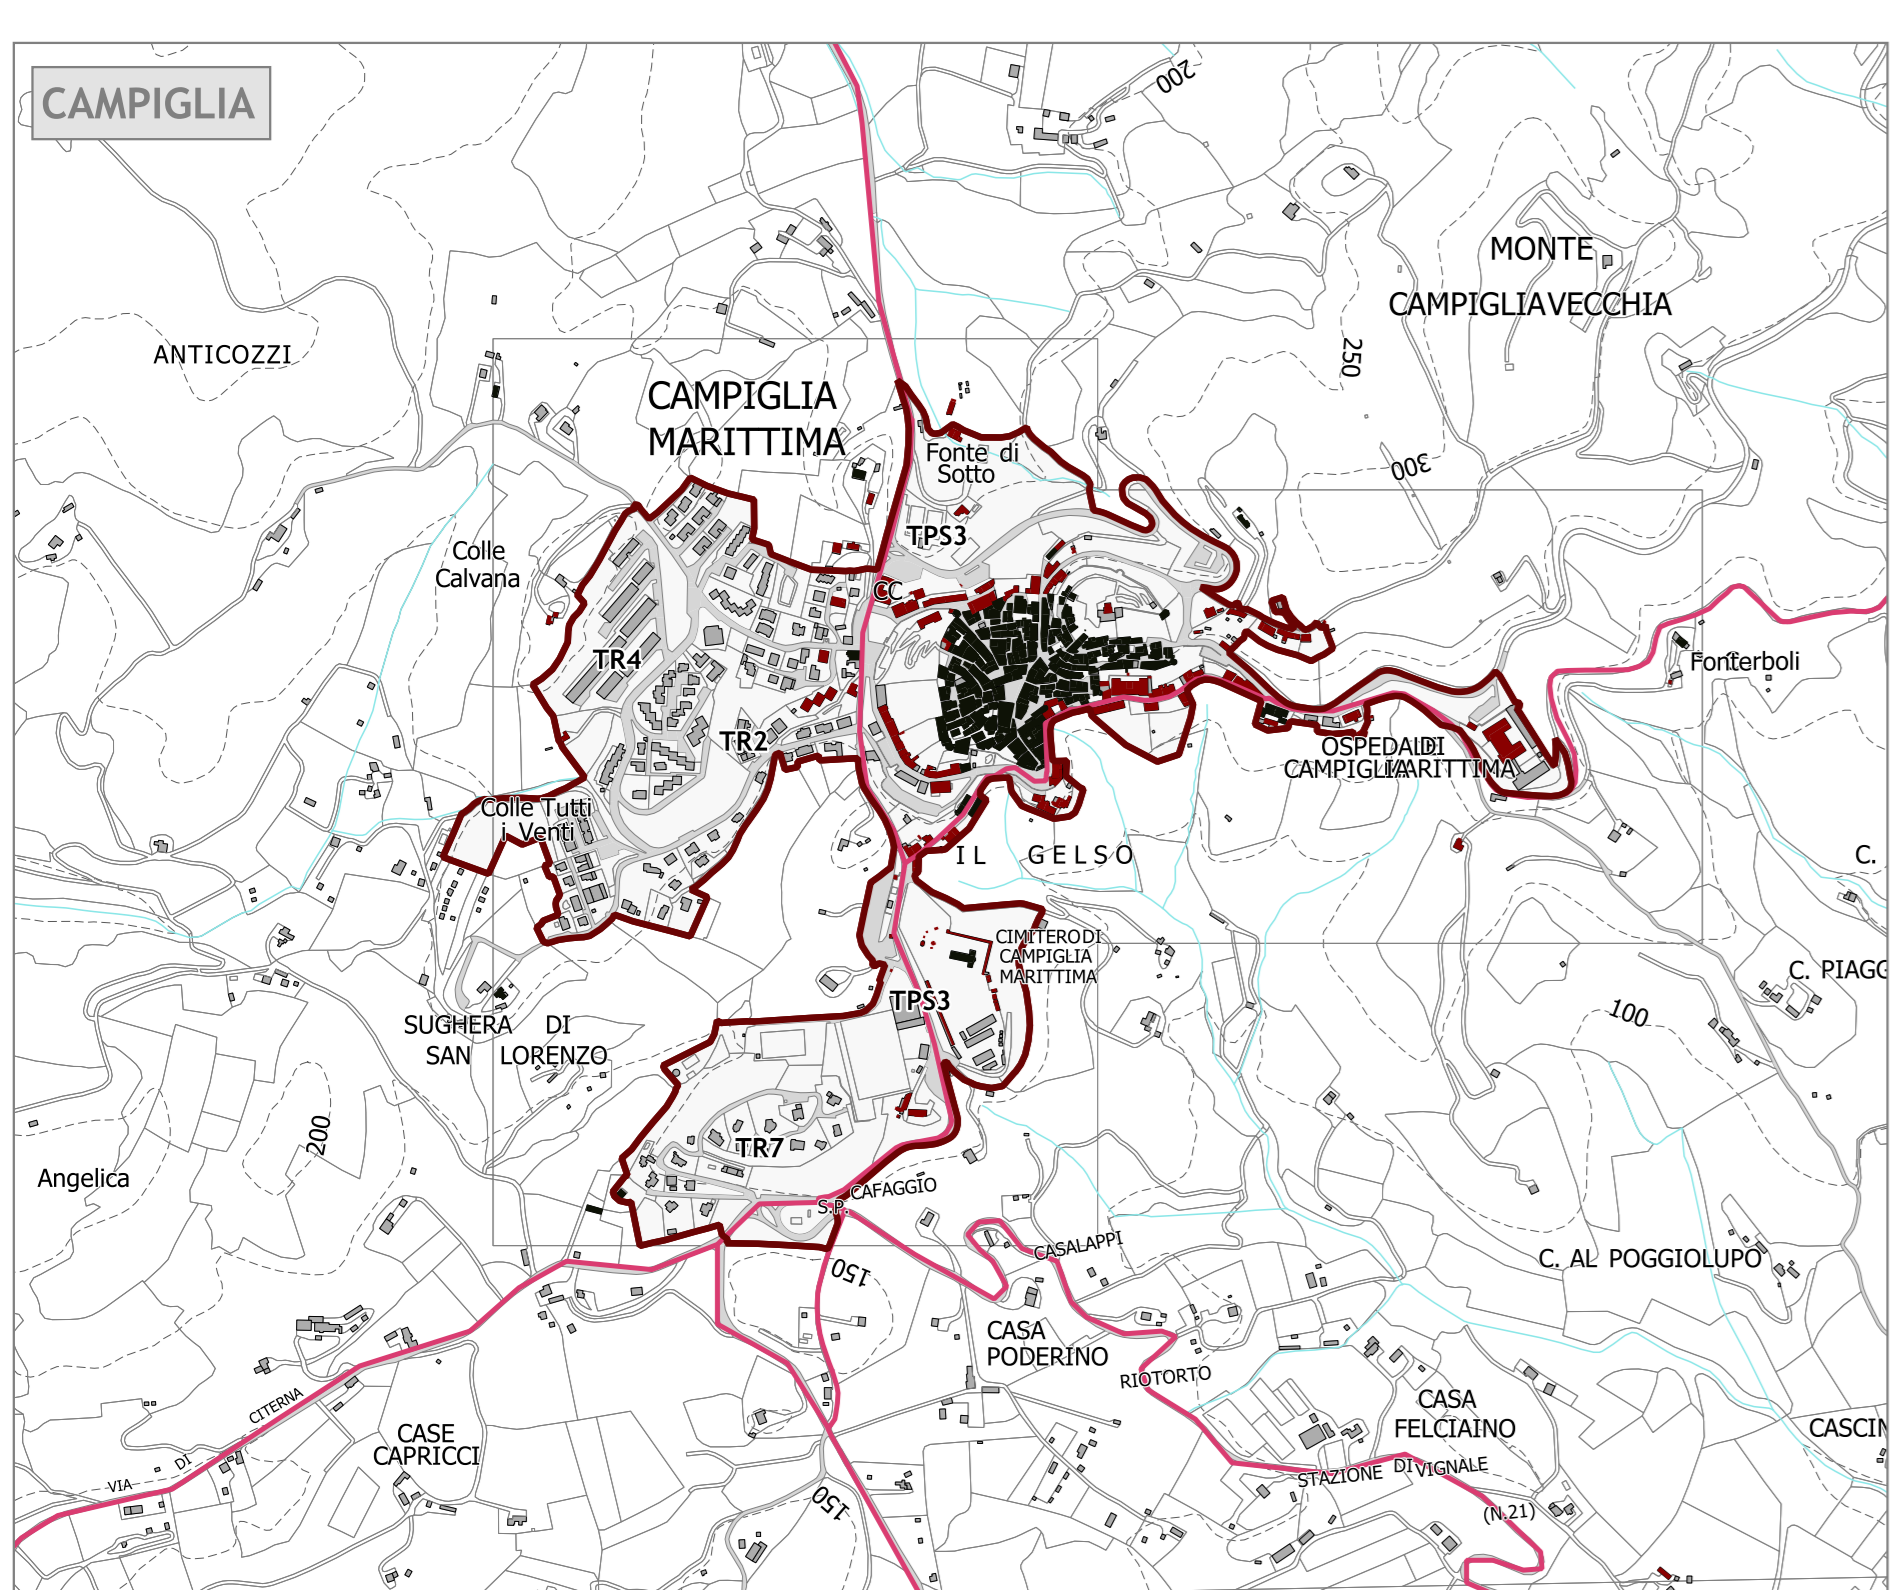 CAMPIGLIA
200
MONTE
CAMPIGLIAVECCHIA
ANTICOZZI
250
CAMPIGLIA
MARITTIMA
300
Fonte di
Sotto
TPS3
Colle
Calvana
CC
TR4
Fonterboli
TR2
OSPEDALE DI
CAMPIGLIA MARITTIMA
Colle Tutti
i Venti
IL GELSO
C.
CIMITERO DI
CAMPIGLIA
MARITTIMA
C. PIAGG
TPS3
100
SUGHERA DI
SAN LORENZO
200
TR7
Angelica
S.P. CAFAGGIO
CASALAPPI
C. AL POGGIOLUPO
150
CASA
PODERINO
RIOTORTO
CASA
FELCIAINO
CASCIN
CASE
CAPRICCI
VIA DI CITERNA
STAZIONE DI VIGNALE
(N.21)
150